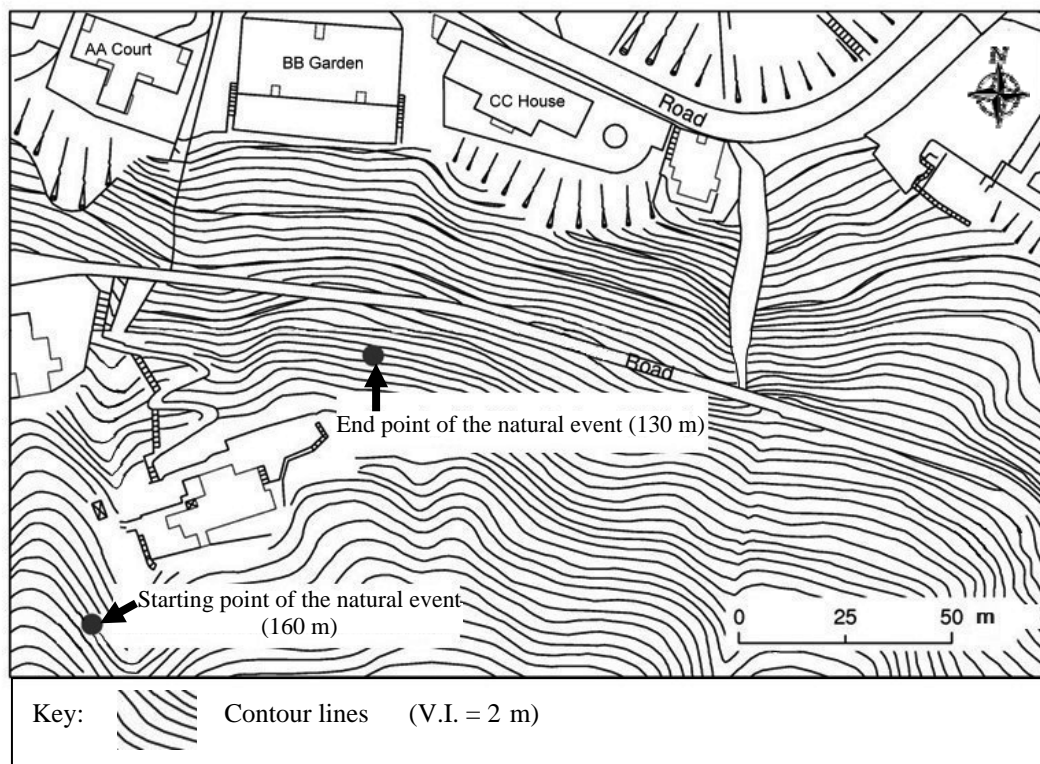 AA Court
BB Garden
CC House
Road
N
Road
End point of the natural event (130 m)
Starting point of the natural event
(160 m)
0 25 50 m
Key: Contour lines (V.I. = 2 m)